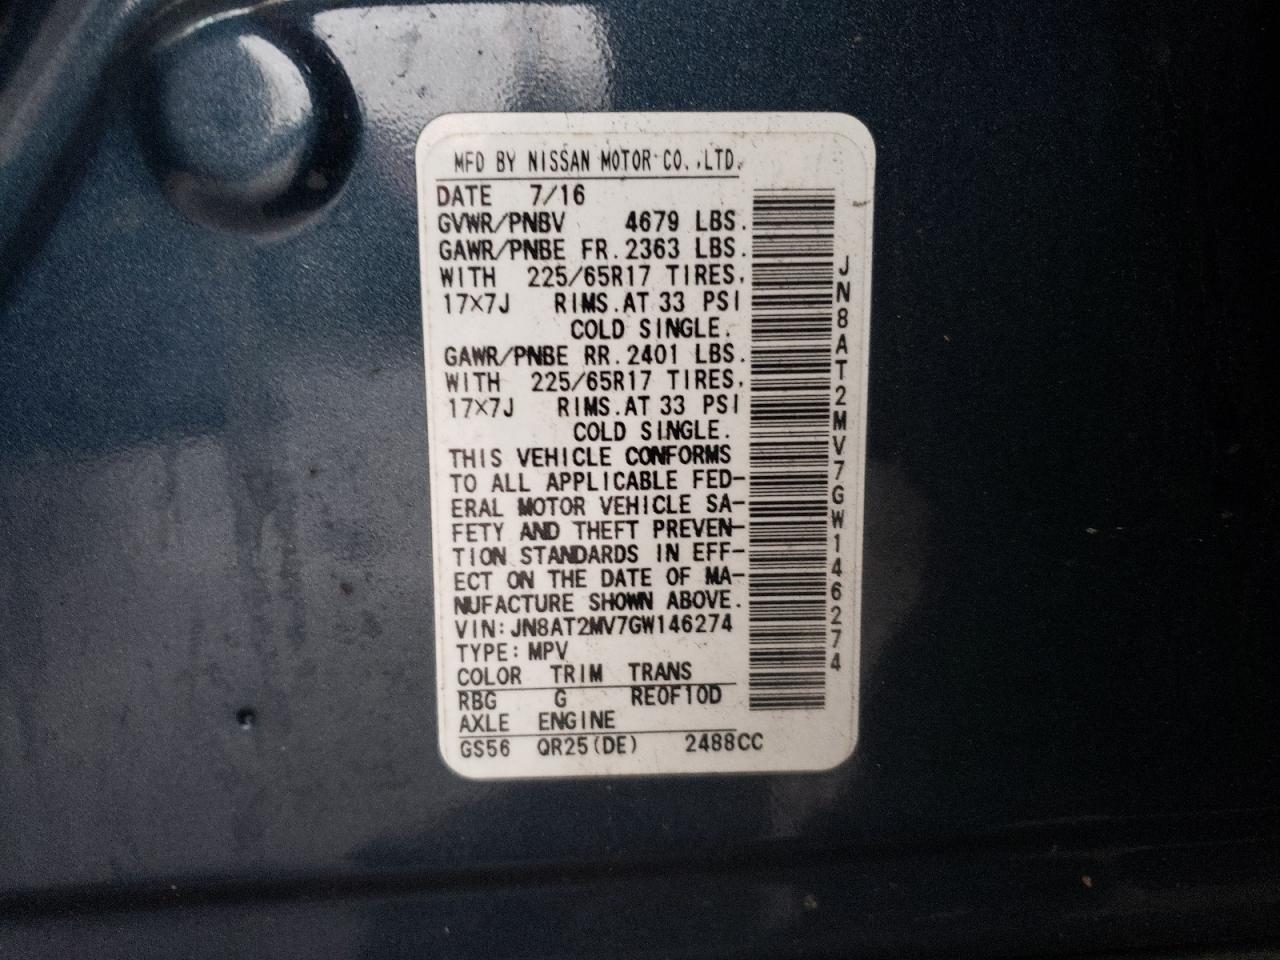 MFD BY NISSAN MOTOR CO.,LTD.
DATE 7/16
GVWR/PNBV 4679 LBS.
GAWR/PNBE FR. 2363 LBS.
WITH 225/65R17 TIRES,
17×7J RIMS.AT 33 PSI
COLD SINGLE.
GAWR/PNBE RR. 2401 LBS.
WITH 225/65R17 TIRES,
17×7J RIMS.AT 33 PSI
COLD SINGLE.
THIS VEHICLE CONFORMS
TO ALL APPLICABLE FED-
ERAL MOTOR VEHICLE SA-
FETY AND THEFT PREVEN-
TION STANDARDS IN EFF-
ECT ON THE DATE OF MA-
NUFACTURE SHOWN ABOVE.
VIN: JN8AT2MV7GW146274
TYPE: MPV
COLOR TRIM TRANS
RBG G RE0F10D
AXLE ENGINE
GS56 QR25(DE) 2488CC
JN8AT2MV7GW146274